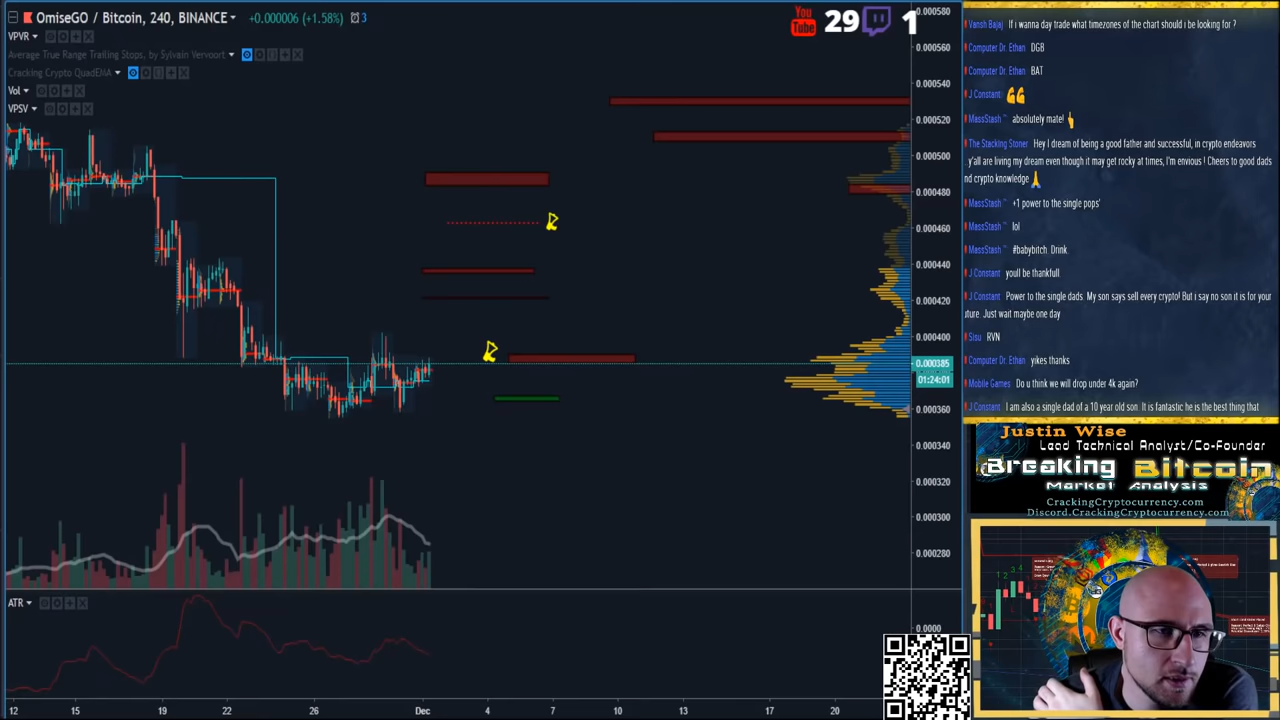 OmiseGO / Bitcoin, 240, BINANCE
+0.000006 (+1.58%)
3
VPVR
Average True Range Trailing Stops, by Sylvain Vervoort
Cracking Crypto QuadEMA
Vol
VPSV
You
Tube
29
1
0.000580
0.000560
0.000540
0.000520
0.000500
0.000480
0.000460
0.000440
0.000420
0.000400
0.000385
01:24:01
0.000360
0.000340
0.000320
0.000300
0.000280
ATR
0.0000
12
15
19
22
26
Dec
4
7
10
13
17
20
Vansh Bajaj If i wanna day trade what timezones of the chart should i be looking for ?
Computer Dr. Ethan DGB
Computer Dr. Ethan BAT
J Constant
MassStash absolutely mate!
The Stacking Stoner Hey I dream of being a good father and successful, in crypto endeavors
y'all are living my dream even though it may get rocky at times, I'm envious ! Cheers to good dads
nd crypto knowledge
MassStash +1 power to the single pops'
MassStash lol
MassStash #babybitch Drink
J Constant youll be thankfull
J Constant Power to the single dads. My son says sell every crypto! But i say no son it is for your
uture. Just wait maybe one day
Sisu RVN
Computer Dr. Ethan yikes thanks
Mobile Games Do u think we will drop under 4k again?
J Constant I am also a single dad of a 10 year old son. It is fantastic he is the best thing that
Justin Wise
Lead Technical Analyst/Co-Founder
Breaking Bitcoin
Market Analysis
CrackingCryptocurrency.com
Discord.CrackingCryptocurrency.com
1 2 3 4